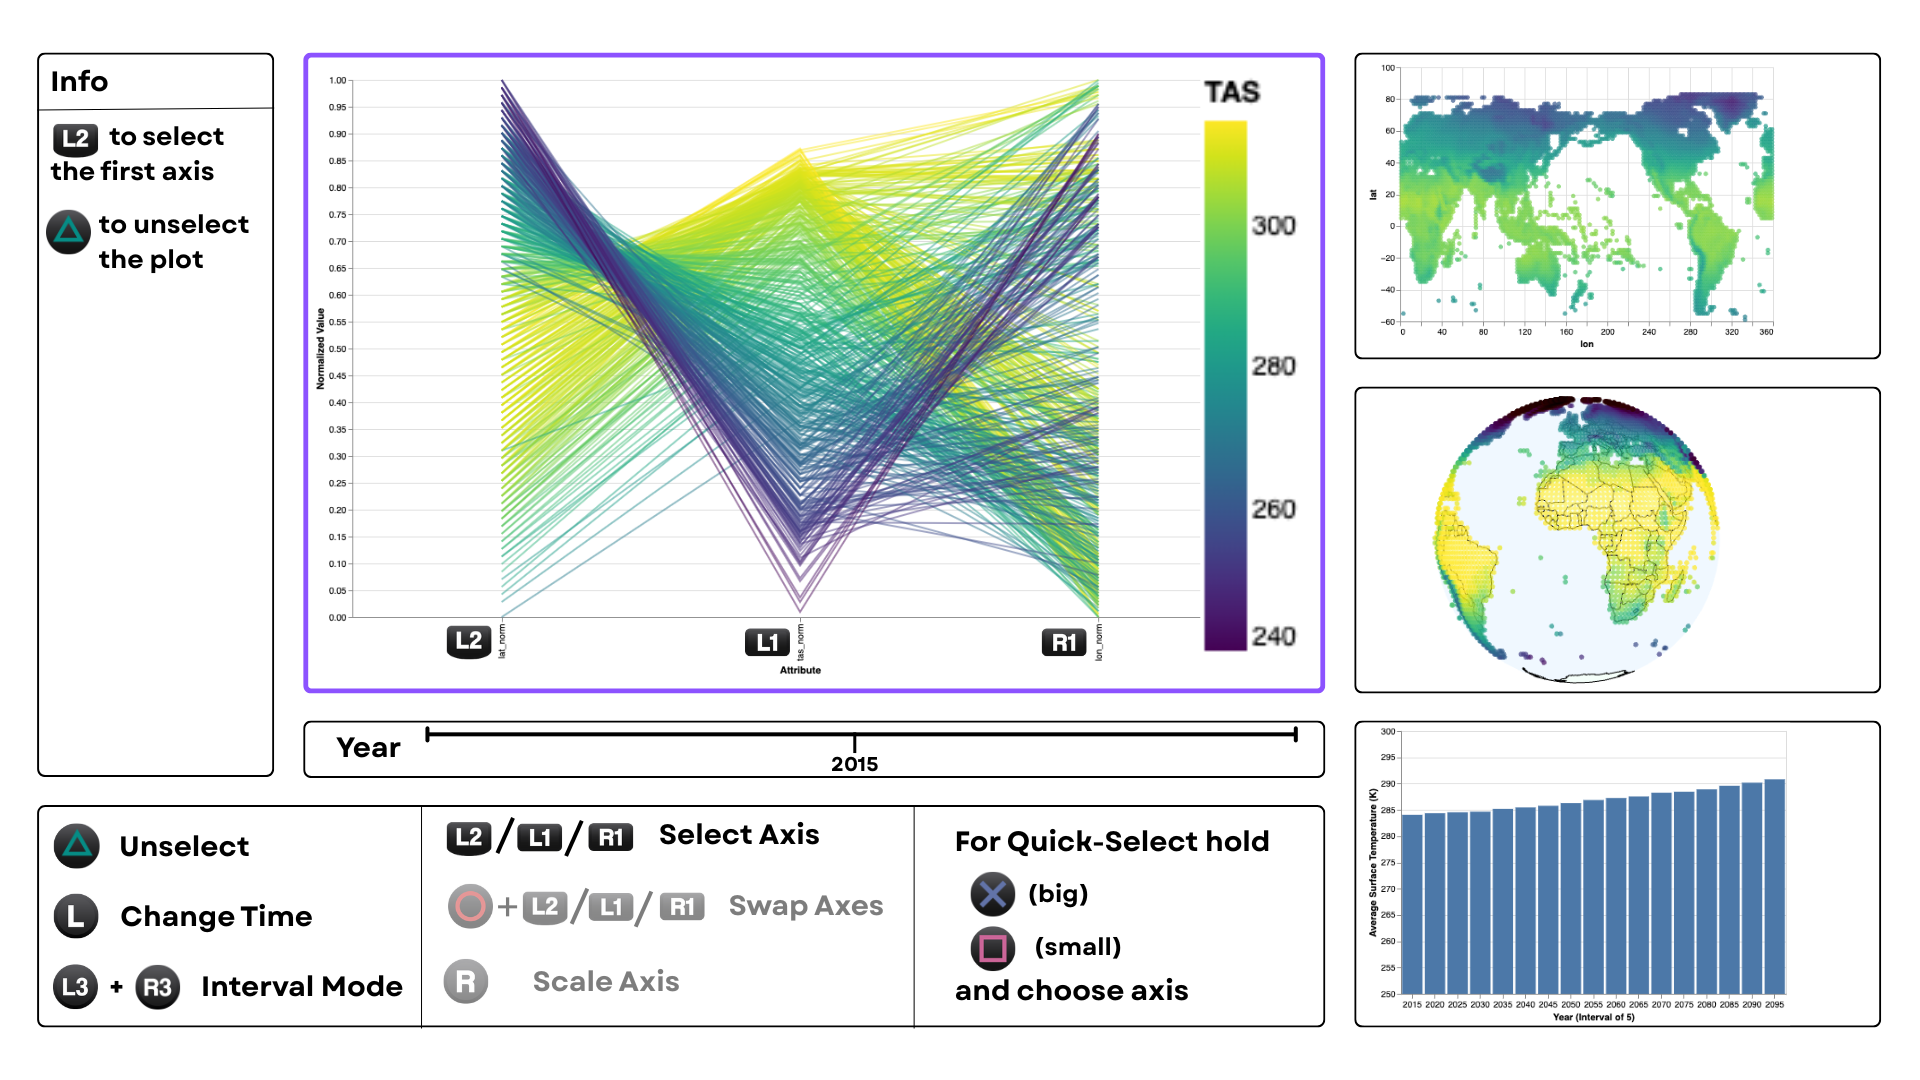 Info
L2 to select
the first axis
to unselect
the plot
1.00
0.95
0.90
0.85
0.80
0.75
0.70
0.65
0.60
0.55
0.50
0.45
0.40
0.35
0.30
0.25
0.20
0.15
0.10
0.05
0.00
Normalized Value
L2 lat_norm
L1 tas_norm
R1 lon_norm
Attribute
TAS
300
280
260
240
100
80
60
40
20
0
−20
−40
−60
lat
0 40 80 120 160 200 240 280 320 360
lon
Year
2015
Unselect
L Change Time
L3 + R3 Interval Mode
L2 / L1 / R1 Select Axis
+ L2 / L1 / R1 Swap Axes
R Scale Axis
For Quick-Select hold
(big)
(small)
and choose axis
300
295
290
285
280
275
270
265
260
255
250
Average Surface Temperature (K)
2015 2020 2025 2030 2035 2040 2045 2050 2055 2060 2065 2070 2075 2080 2085 2090 2095
Year (Interval of 5)